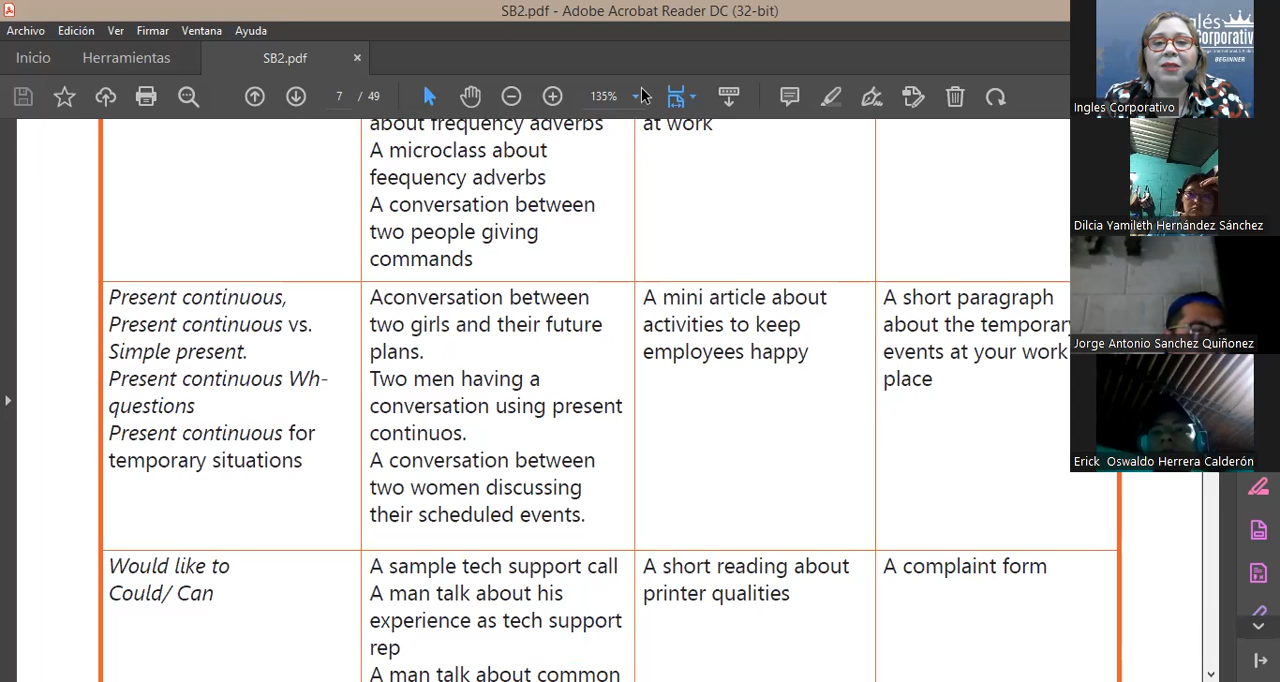 SB2.pdf - Adobe Acrobat Reader DC (32-bit)
Archivo Edición Ver Firmar Ventana Ayuda
Inicio Herramientas SB2.pdf ×
7 / 49 135%
about frequency adverbs
A microclass about
feequency adverbs
A conversation between
two people giving
commands
at work
Present continuous,
Present continuous vs.
Simple present.
Present continuous Wh-
questions
Present continuous for
temporary situations
Aconversation between
two girls and their future
plans.
Two men having a
conversation using present
continuos.
A conversation between
two women discussing
their scheduled events.
A mini article about
activities to keep
employees happy
A short paragraph
about the temporary
events at your work
place
Would like to
Could/ Can
A sample tech support call
A man talk about his
experience as tech support
rep
A man talk about common
A short reading about
printer qualities
A complaint form
BEGINNER
Ingles Corporativo
Dilcia Yamileth Hernández Sánchez
Jorge Antonio Sanchez Quiñonez
Erick Oswaldo Herrera Calderón